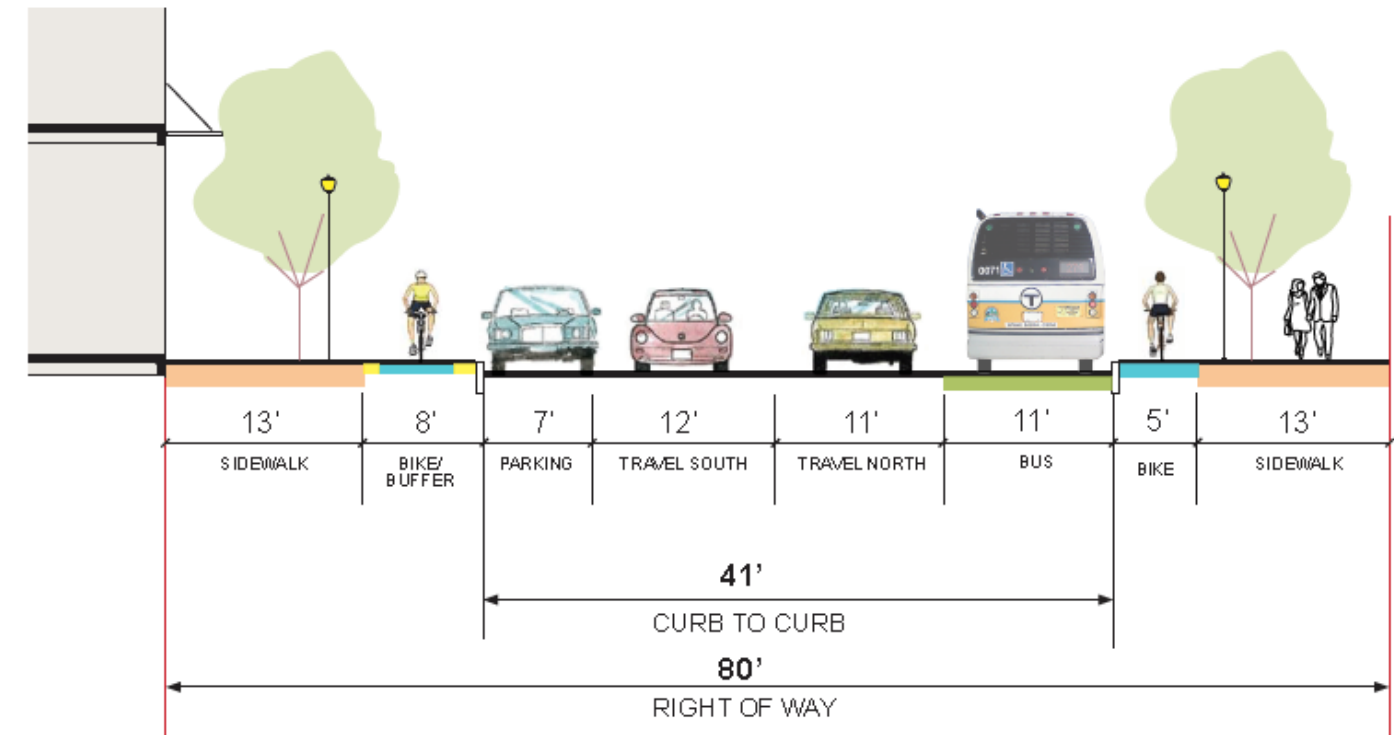 0071
T
13'
8'
7'
12'
11'
11'
5'
13'
SIDEWALK
BIKE/
BUFFER
PARKING
TRAVEL SOUTH
TRAVEL NORTH
BUS
BIKE
SIDEWALK
41'
CURB TO CURB
80'
RIGHT OF WAY